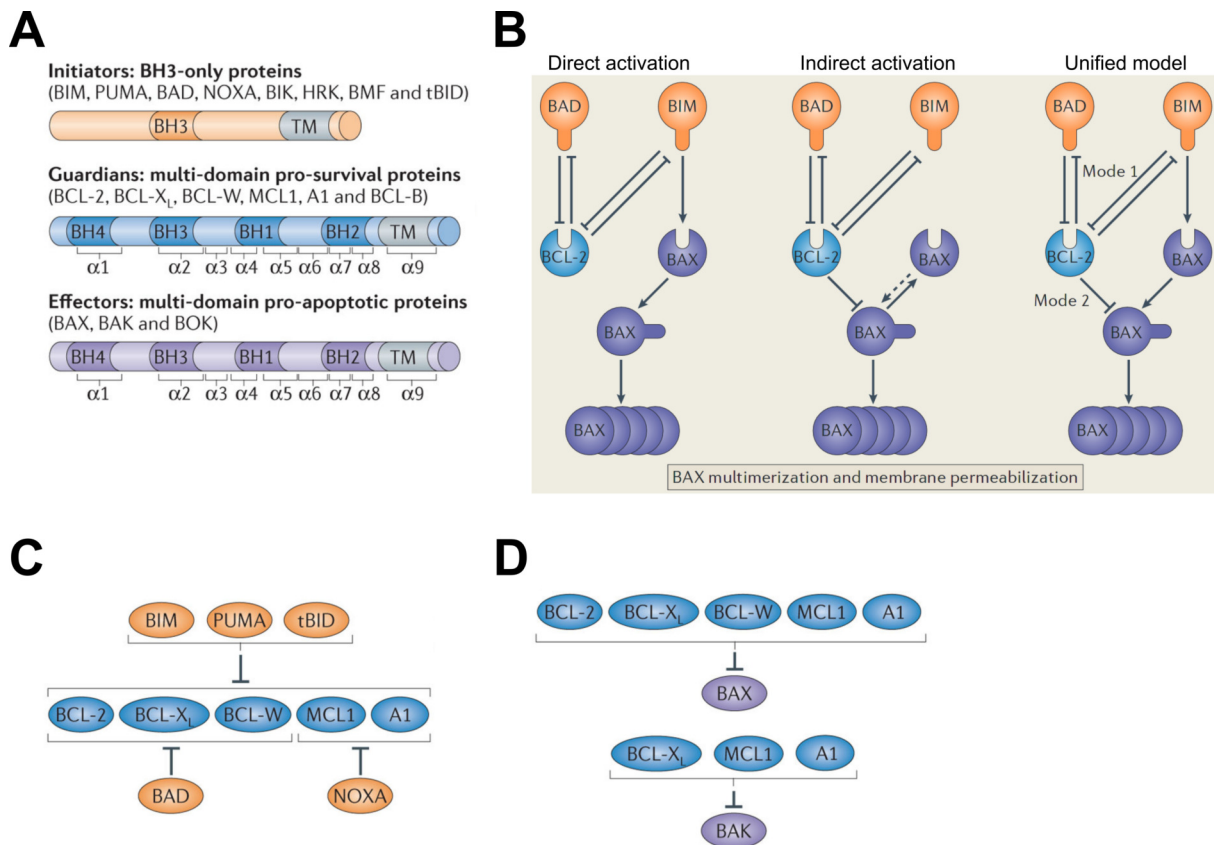 A
Initiators: BH3-only proteins
(BIM, PUMA, BAD, NOXA, BIK, HRK, BMF and tBID)
BH3 TM
Guardians: multi-domain pro-survival proteins
(BCL-2, BCL-XL, BCL-W, MCL1, A1 and BCL-B)
BH4 BH3 BH1 BH2 TM
α1 α2 α3 α4 α5 α6 α7 α8 α9
Effectors: multi-domain pro-apoptotic proteins
(BAX, BAK and BOK)
BH4 BH3 BH1 BH2 TM
α1 α2 α3 α4 α5 α6 α7 α8 α9
B
Direct activation Indirect activation Unified model
BAD BIM BAD BIM BAD BIM
Mode 1
BCL-2 BAX BCL-2 BAX BCL-2 BAX
Mode 2
BAX BAX BAX
BAX BAX BAX
BAX multimerization and membrane permeabilization
C
BIM PUMA tBID
BCL-2 BCL-XL BCL-W MCL1 A1
BAD NOXA
D
BCL-2 BCL-XL BCL-W MCL1 A1
BAX
BCL-XL MCL1 A1
BAK